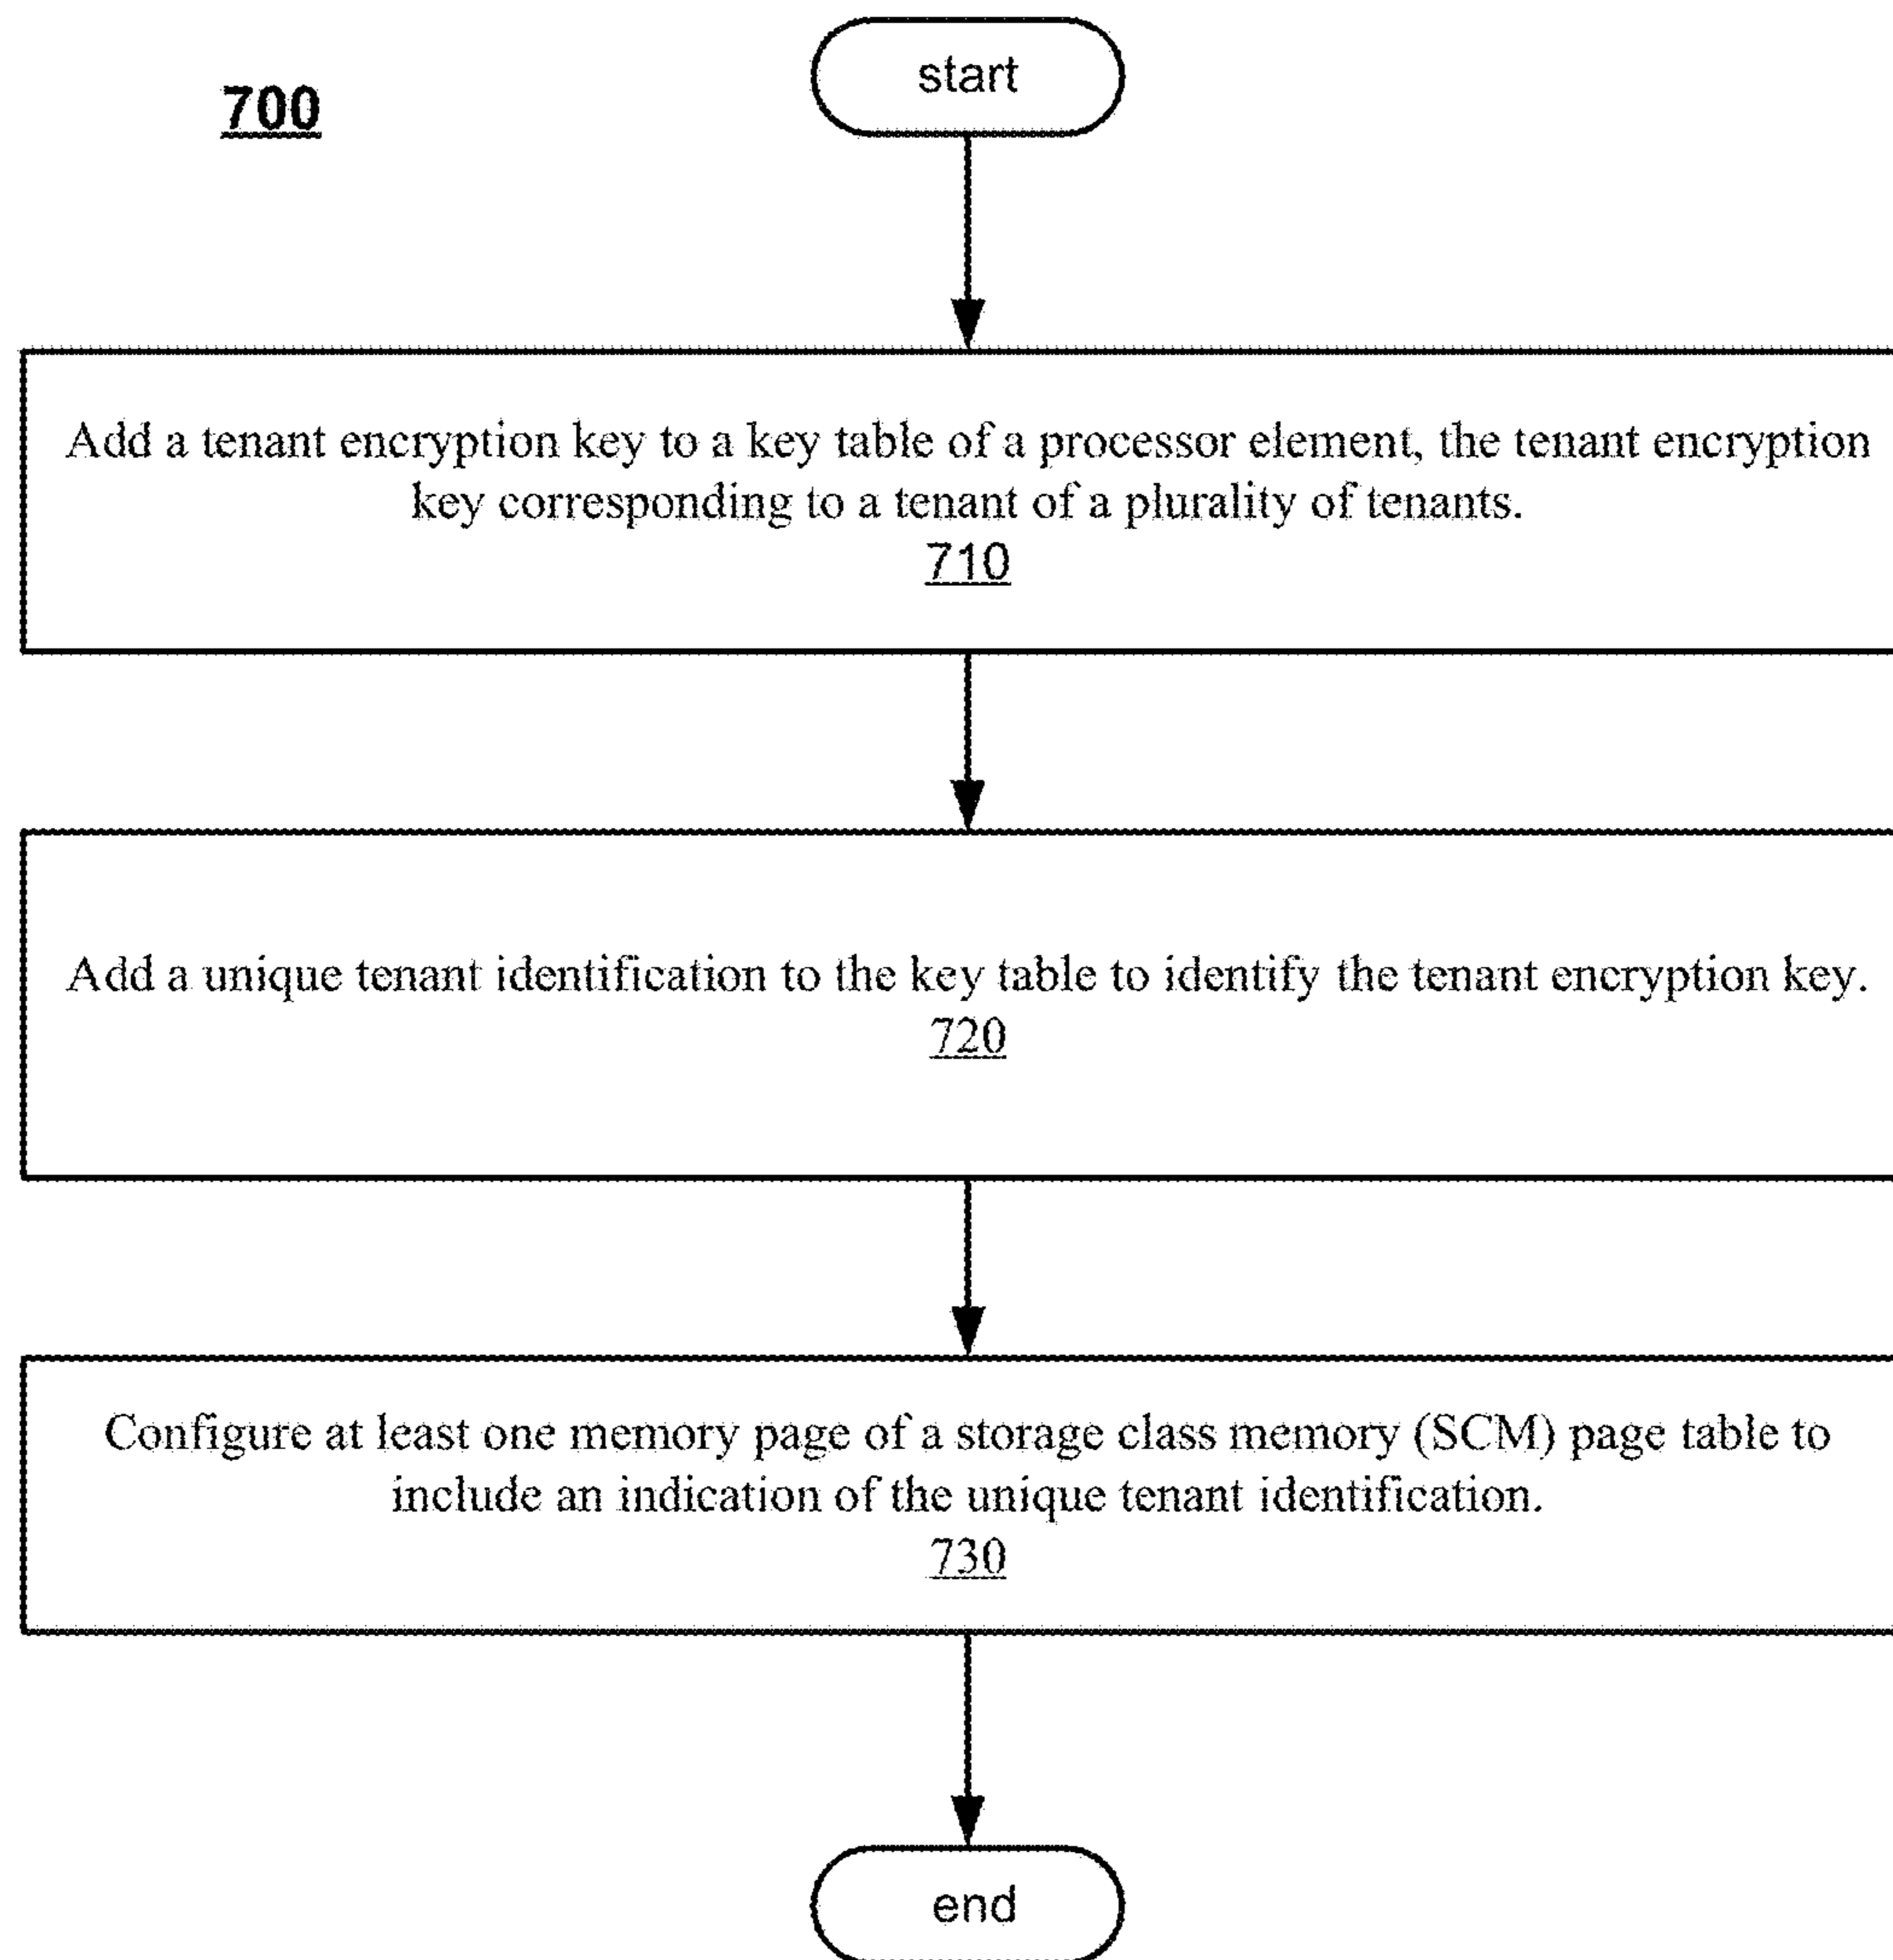 start
700
Add a tenant encryption key to a key table of a processor element, the tenant encryption
key corresponding to a tenant of a plurality of tenants.
710
Add a unique tenant identification to the key table to identify the tenant encryption key.
720
Configure at least one memory page of a storage class memory (SCM) page table to
include an indication of the unique tenant identification.
730
end